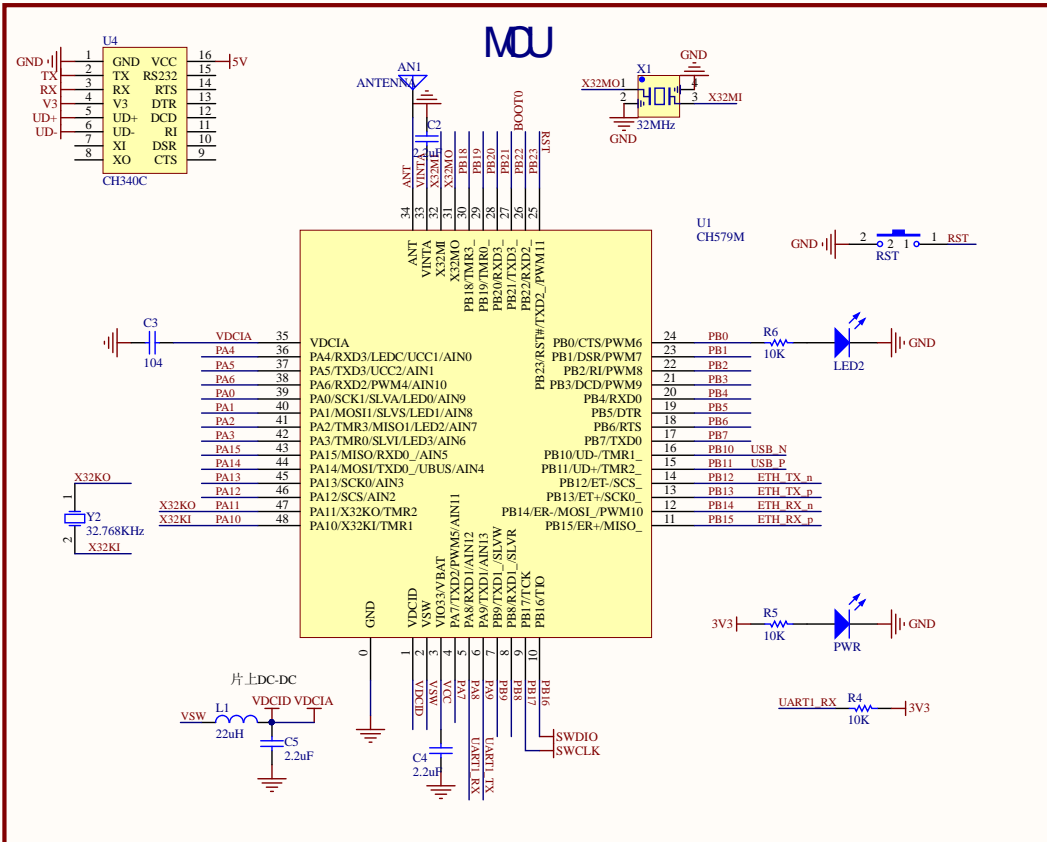 MCU
U4
GND 1 GND VCC 16 5V
TX 2 TX RS232 15
RX 3 RX RTS 14
V3 4 V3 DTR 13
UD+ 5 UD+ DCD 12
UD- 6 UD- RI 11
7 XI DSR 10
8 XO CTS 9
CH340C
AN1
ANTENNA
C2
2.2uF
X1
GND
X32MO 1 4
2 3 X32MI
GND
32MHz
ANT
VINTA
X32MI
X32MO
PB18
PB19
PB20
PB21
BOOT0
PB22
PB23
RST
34 33 32 31 30 29 28 27 26 25
ANT
VINTA
X32MI
X32MO
PB18/TMR3_
PB19/TMR0_
PB20/RXD3_
PB21/TXD3_
PB22/RXD2_
PB23/RST#/TXD2_/PWM11
U1
CH579M
GND 2 2 1 1 RST
RST
C3
104
VDCIA 35 VDCIA
PA4 36 PA4/RXD3/LEDC/UCC1/AIN0
PA5 37 PA5/TXD3/UCC2/AIN1
PA6 38 PA6/RXD2/PWM4/AIN10
PA0 39 PA0/SCK1/SLVA/LED0/AIN9
PA1 40 PA1/MOSI1/SLVS/LED1/AIN8
PA2 41 PA2/TMR3/MISO1/LED2/AIN7
PA3 42 PA3/TMR0/SLVI/LED3/AIN6
PA15 43 PA15/MISO/RXD0_/AIN5
PA14 44 PA14/MOSI/TXD0_/UBUS/AIN4
PA13 45 PA13/SCK0/AIN3
PA12 46 PA12/SCS/AIN2
X32KO PA11 47 PA11/X32KO/TMR2
X32KI PA10 48 PA10/X32KI/TMR1
PB0/CTS/PWM6 24 PB0
PB1/DSR/PWM7 23 PB1
PB2/RI/PWM8 22 PB2
PB3/DCD/PWM9 21 PB3
PB4/RXD0 20 PB4
PB5/DTR 19 PB5
PB6/RTS 18 PB6
PB7/TXD0 17 PB7
PB10/UD-/TMR1_ 16 PB10 USB_N
PB11/UD+/TMR2_ 15 PB11 USB_P
PB12/ET-/SCS_ 14 PB12 ETH_TX_n
PB13/ET+/SCK0_ 13 PB13 ETH_TX_p
PB14/ER-/MOSI_/PWM10 12 PB14 ETH_RX_n
PB15/ER+/MISO_ 11 PB15 ETH_RX_p
R6
10K
LED2
GND
X32KO
1
Y2
32.768KHz
2
X32KI
GND
VDCID
VSW
VIO33/VBAT
PA7/TXD2/PWM5/AIN11
PA8/RXD1/AIN12
PA9/TXD1/AIN13
PB9/TXD1_/SLVW
PB8/RXD1_/SLVR
PB17/TCK
PB16/TIO
0 1 2 3 4 5 6 7 8 9 10
VDCID
VSW
VCC
PA7
PA8
PA9
PB9
PB8
PB17
PB16
UART1_RX
UART1_TX
SWDIO
SWCLK
C4
2.2uF
3V3 R5
10K
PWR
GND
UART1_RX R4 3V3
10K
片上DC-DC
VDCID VDCIA
VSW L1
22uH
C5
2.2uF